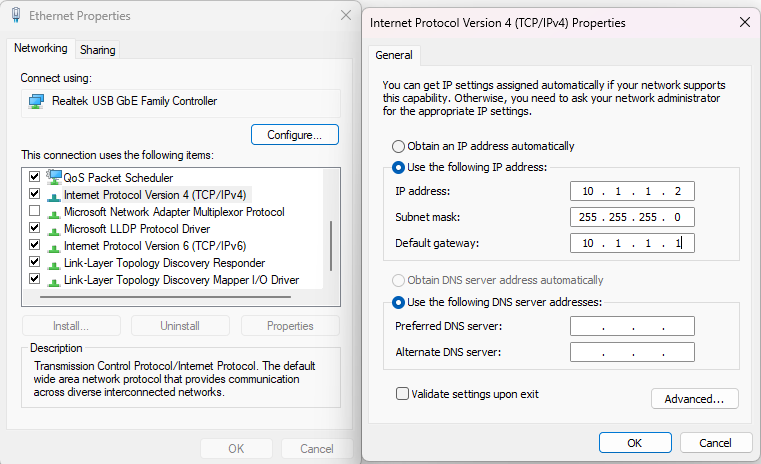 Ethernet Properties
Networking
Sharing
Connect using:
Realtek USB GbE Family Controller
Configure...
This connection uses the following items:
QoS Packet Scheduler
Internet Protocol Version 4 (TCP/IPv4)
Microsoft Network Adapter Multiplexor Protocol
Microsoft LLDP Protocol Driver
Internet Protocol Version 6 (TCP/IPv6)
Link-Layer Topology Discovery Responder
Link-Layer Topology Discovery Mapper I/O Driver
Install...
Uninstall
Properties
Description
Transmission Control Protocol/Internet Protocol. The default
wide area network protocol that provides communication
across diverse interconnected networks.
OK
Cancel
Internet Protocol Version 4 (TCP/IPv4) Properties
General
You can get IP settings assigned automatically if your network supports
this capability. Otherwise, you need to ask your network administrator
for the appropriate IP settings.
Obtain an IP address automatically
Use the following IP address:
IP address: 10 . 1 . 1 . 2
Subnet mask: 255 . 255 . 255 . 0
Default gateway: 10 . 1 . 1 . 1
Obtain DNS server address automatically
Use the following DNS server addresses:
Preferred DNS server: . . .
Alternate DNS server: . . .
Validate settings upon exit
Advanced...
OK
Cancel